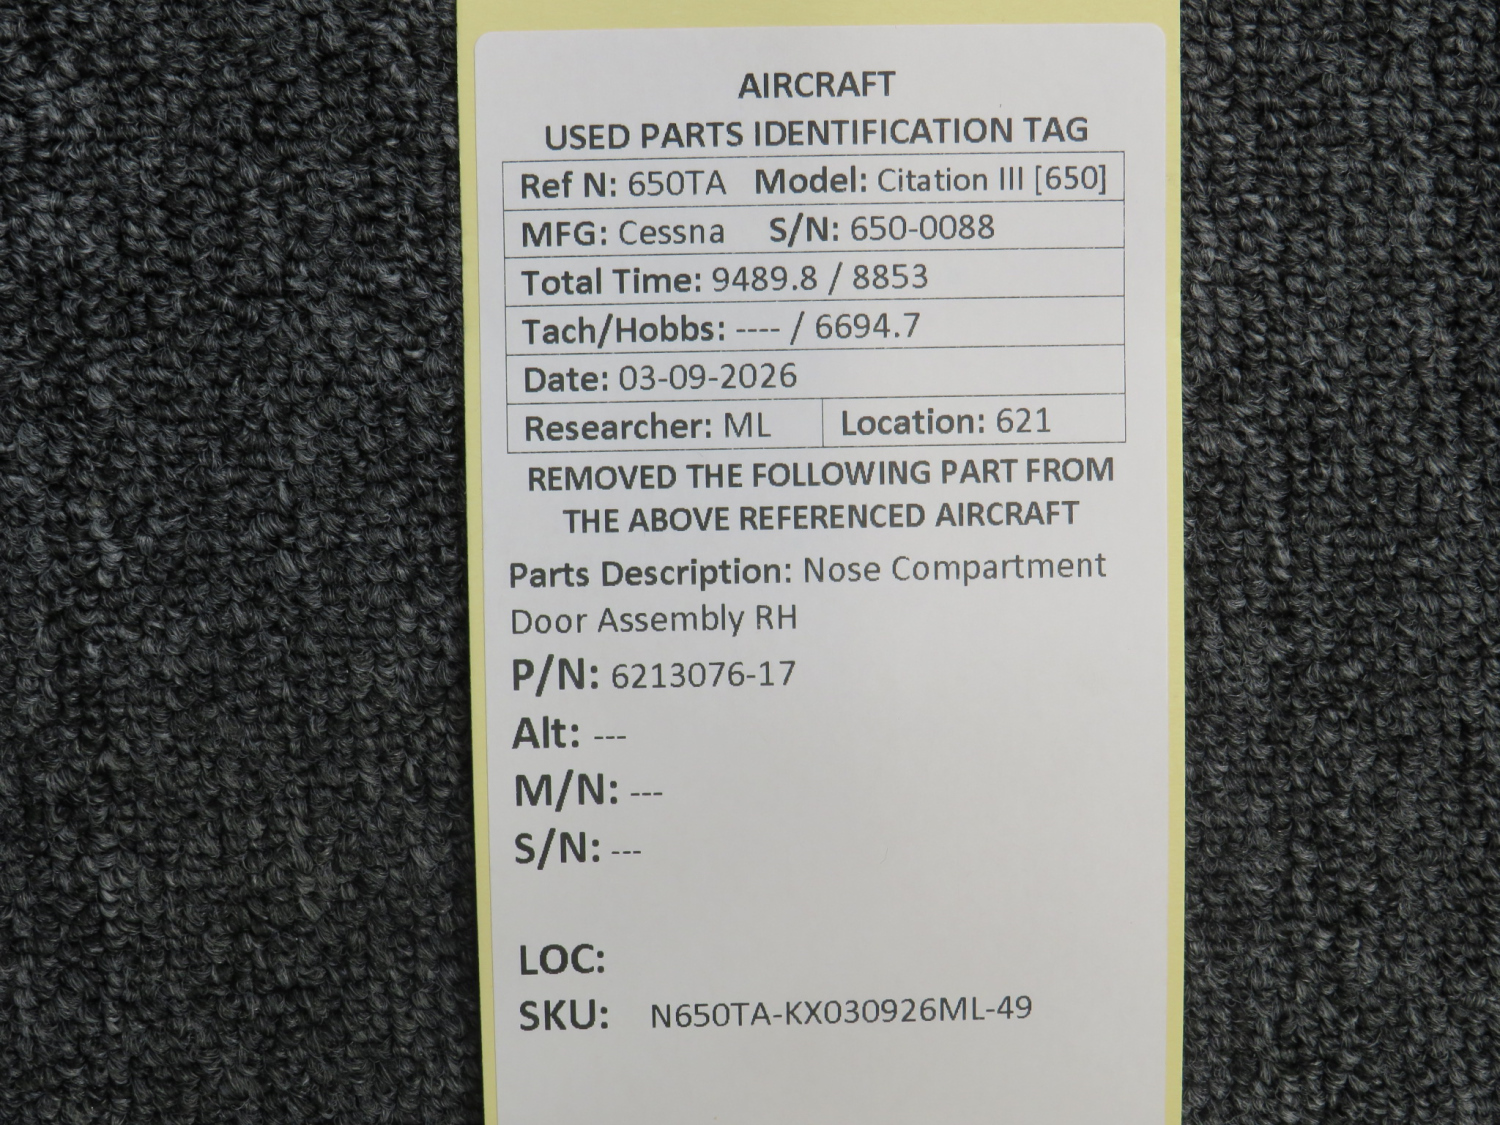 AIRCRAFT
USED PARTS IDENTIFICATION TAG
Ref N: 650TA Model: Citation III [650]
MFG: Cessna S/N: 650-0088
Total Time: 9489.8 / 8853
Tach/Hobbs: ---- / 6694.7
Date: 03-09-2026
Researcher: ML Location: 621
REMOVED THE FOLLOWING PART FROM
THE ABOVE REFERENCED AIRCRAFT
Parts Description: Nose Compartment
Door Assembly RH
P/N: 6213076-17
Alt: ---
M/N: ---
S/N: ---
LOC:
SKU: N650TA-KX030926ML-49